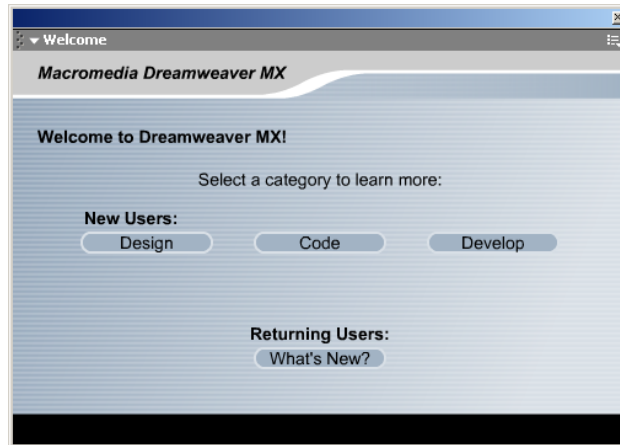 Welcome
Macromedia Dreamweaver MX
Welcome to Dreamweaver MX!
Select a category to learn more:
New Users:
Design Code Develop
Returning Users:
What's New?